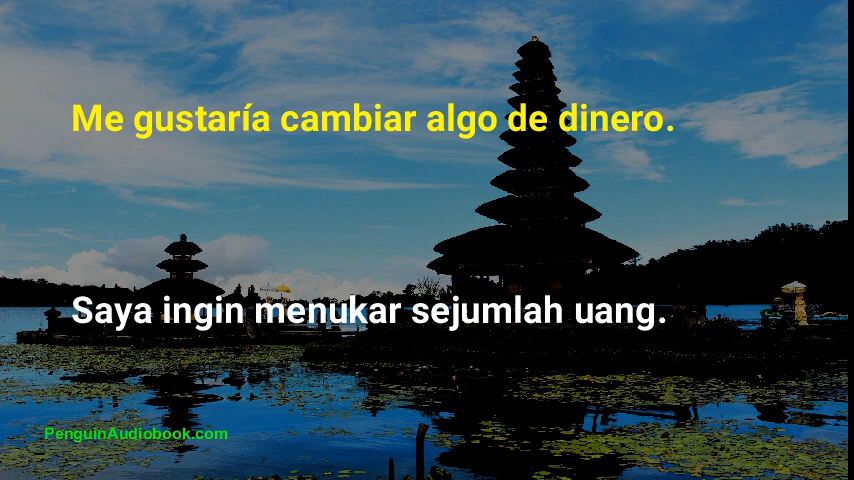 Me gustaría cambiar algo de dinero.
Saya ingin menukar sejumlah uang.
PenguinAudiobook.com